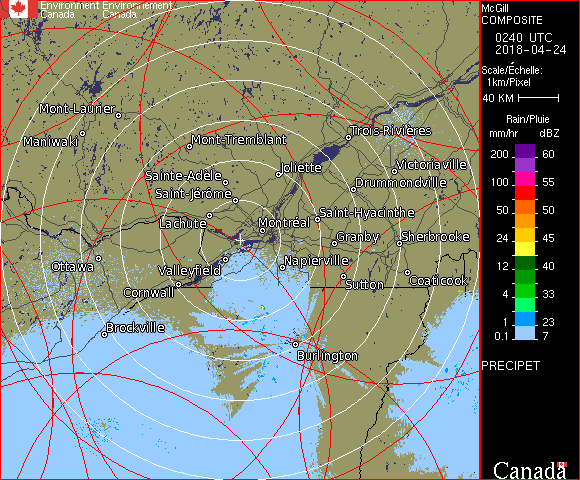 Environment Environnement
Canada Canada
McGill
COMPOSITE
0240 UTC
2018-04-24
Scale/Échelle:
1km/Pixel
40 KM
Rain/Pluie
mm/hr dBZ
200 60
100 55
50 50
24 45
12 40
4 33
1 23
0.1 7
PRECIPET
Canada
Mont-Laurier
Maniwaki
Mont-Tremblant
Trois-Rivières
Sainte-Adèle
Joliette
Victoriaville
Saint-Jérôme
Drummondville
Lachute
Montréal
Saint-Hyacinthe
Granby
Sherbrooke
Ottawa
Valleyfield
Napierville
Cornwall
Sutton
Coaticook
Brockville
Burlington